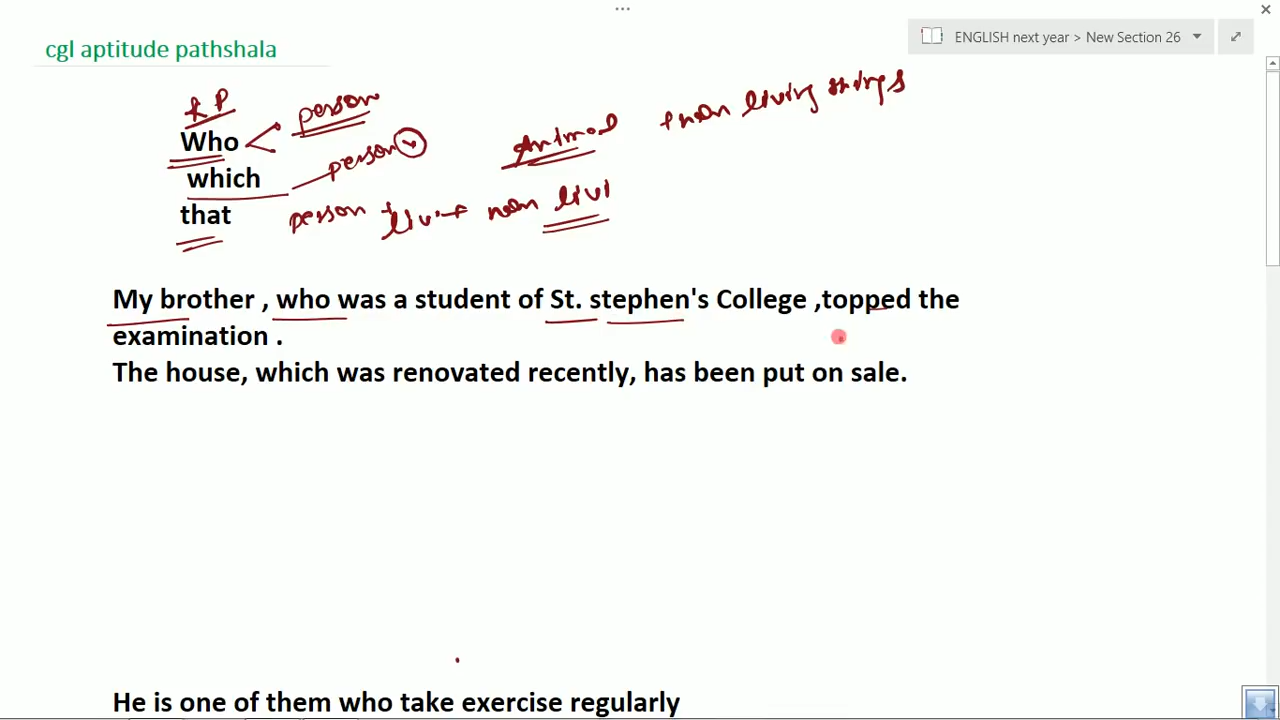 ENGLISH next year > New Section 26
cgl aptitude pathshala
R P
Who person
person Animal + non living things
which
that person + livi non livi
My brother , who was a student of St. stephen's College ,topped the
examination .
The house, which was renovated recently, has been put on sale.
He is one of them who take exercise regularly